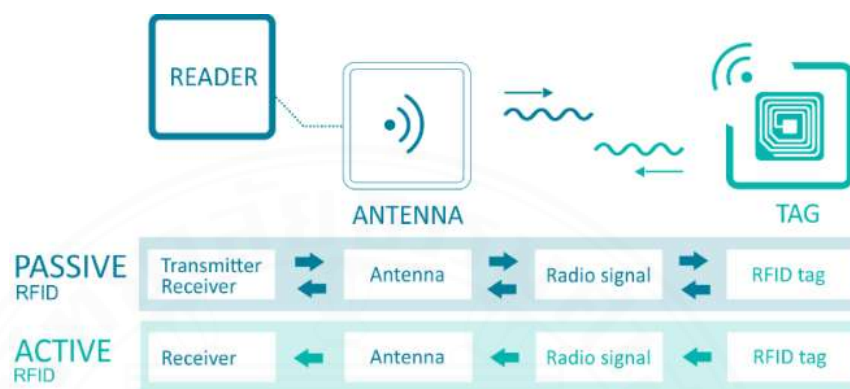 READER
ANTENNA
TAG
PASSIVE
RFID
Transmitter
Receiver
Antenna
Radio signal
RFID tag
ACTIVE
RFID
Receiver
Antenna
Radio signal
RFID tag